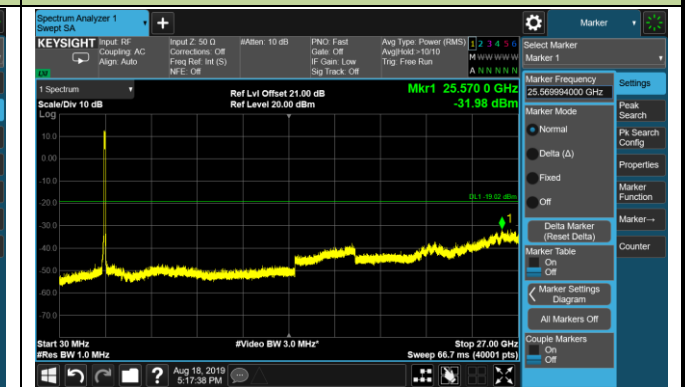 Spectrum Analyzer 1
Swept SA
Marker
KEYSIGHT
Input: RF
Coupling: AC
Align: Auto
Input Z: 50 Ω
Corrections: Off
Freq Ref: Int (S)
NFE: Off
#Atten: 10 dB
PNO: Fast
Gate: Off
IF Gain: Low
Sig Track: Off
Avg Type: Power (RMS)
Avg|Hold >10/10
Trig: Free Run
1 2 3 4 5 6
M W W W W W
A N N N N N
Select Marker
Marker 1
1 Spectrum
Scale/Div 10 dB
Log
Ref Lvl Offset 21.00 dB
Ref Level 20.00 dBm
Mkr1 25.570 0 GHz
-31.98 dBm
10.0
0.00
-10.0
-20.0
-30.0
-40.0
-50.0
-60.0
-70.0
DL1 -19.02 dBm
1
Start 30 MHz
#Res BW 1.0 MHz
#Video BW 3.0 MHz*
Stop 27.00 GHz
Sweep 66.7 ms (40001 pts)
Marker Frequency
25.569994000 GHz
Marker Mode
Normal
Delta (Δ)
Fixed
Off
Delta Marker
(Reset Delta)
Marker Table
On
Off
Marker Settings
Diagram
All Markers Off
Couple Markers
On
Off
Settings
Peak
Search
Pk Search
Config
Properties
Marker
Function
Marker→
Counter
?
Aug 18, 2019
5:17:38 PM